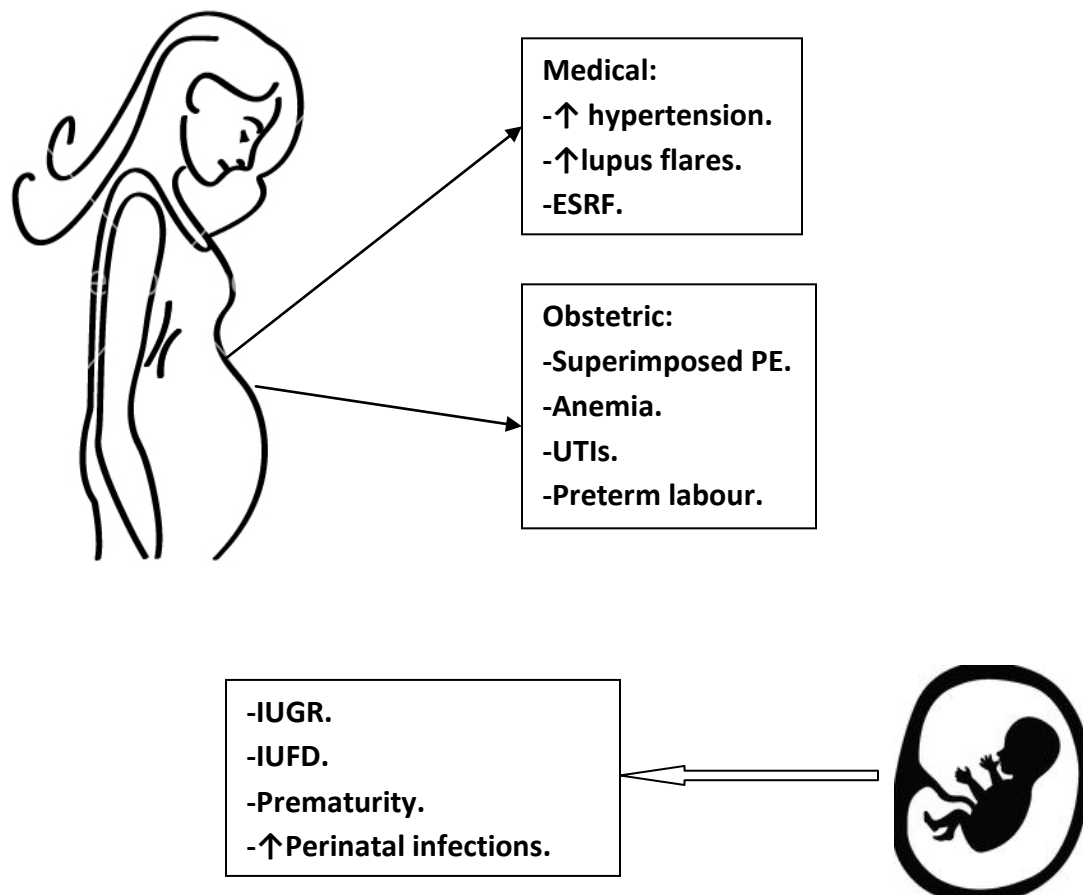 Medical:
-↑ hypertension.
-↑lupus flares.
-ESRF.
Obstetric:
-Superimposed PE.
-Anemia.
-UTIs.
-Preterm labour.
-IUGR.
-IUFD.
-Prematurity.
-↑Perinatal infections.